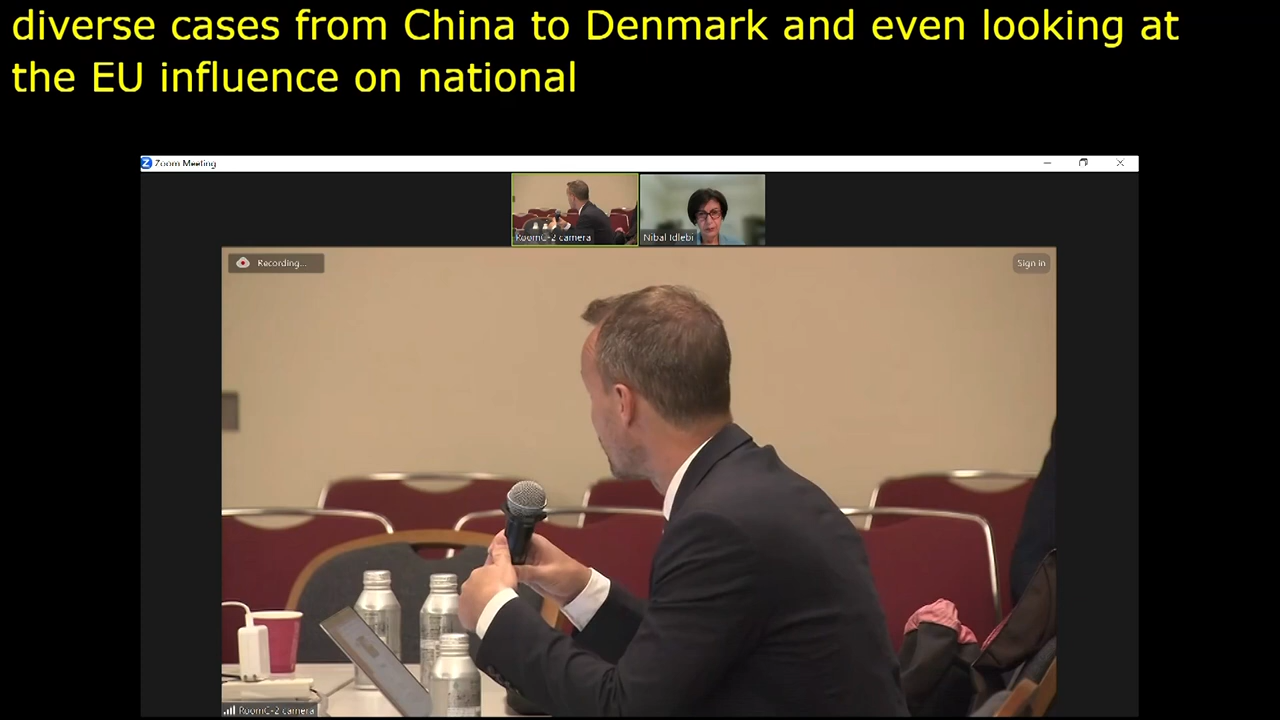 diverse cases from China to Denmark and even looking at
the EU influence on national
Zoom Meeting
RoomC-2 camera
Nibal Idlebi
Recording...
Sign in
RoomC-2 camera